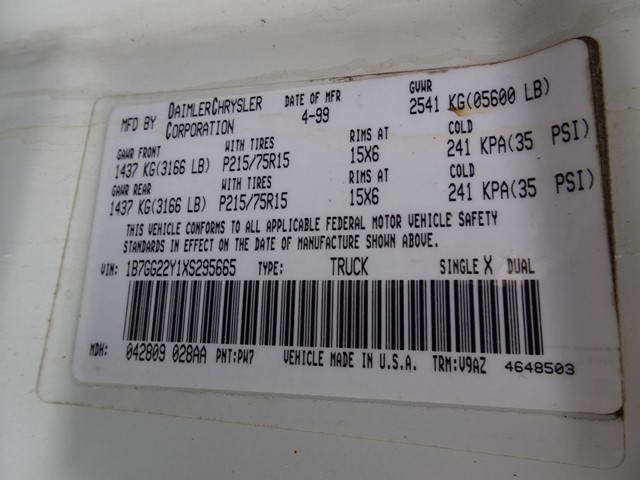 MFD BY DAIMLERCHRYSLER CORPORATION DATE OF MFR 4-99 GVWR 2541 KG(05600 LB)
GAWR FRONT WITH TIRES RIMS AT COLD
1437 KG(3166 LB) P215/75R15 15X6 241 KPA(35 PSI)
GAWR REAR WITH TIRES RIMS AT COLD
1437 KG(3166 LB) P215/75R15 15X6 241 KPA(35 PSI)
THIS VEHICLE CONFORMS TO ALL APPLICABLE FEDERAL MOTOR VEHICLE SAFETY
STANDARDS IN EFFECT ON THE DATE OF MANUFACTURE SHOWN ABOVE.
VIN: 1B7GG22Y1XS295665 TYPE: TRUCK SINGLE X DUAL
MDH: 042809 028AA PNT:PW7 VEHICLE MADE IN U.S.A. TRM:V9AZ 4648503